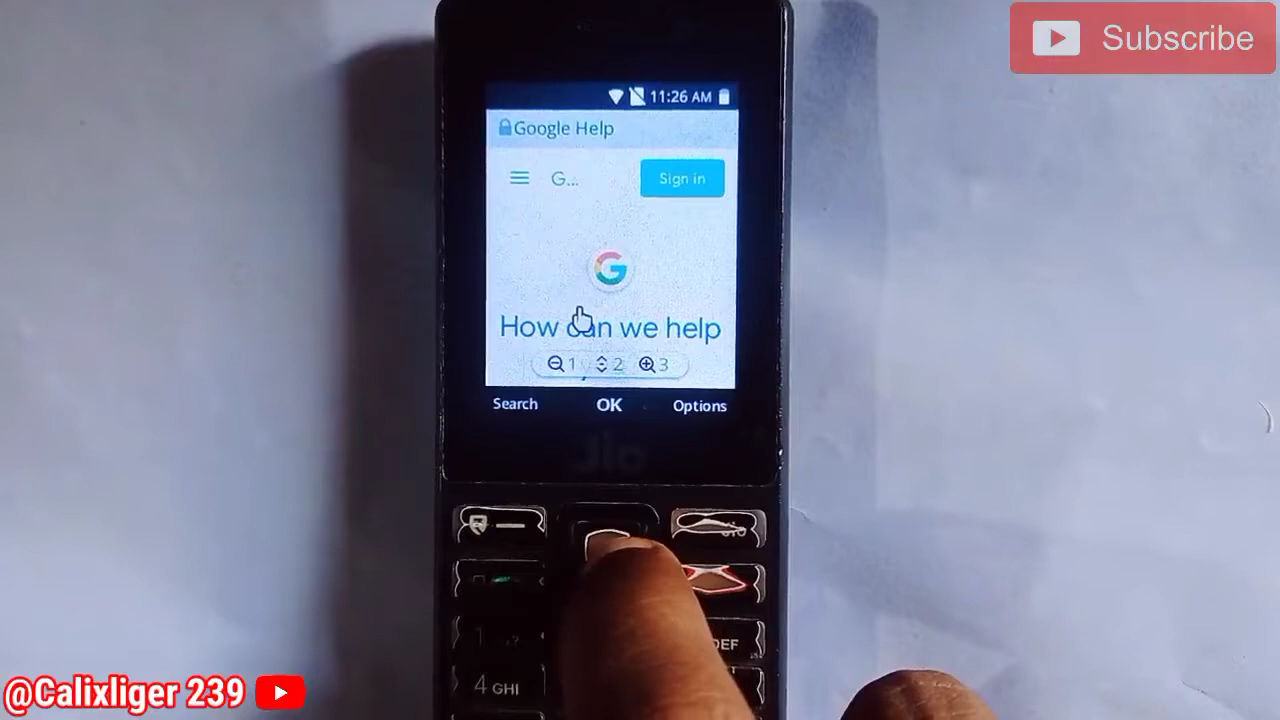 Subscribe
11:26 AM
Google Help
G...
Sign in
How can we help
1 2 3
Search OK Options
Jio
DEF
4 GHI
@Calixliger 239